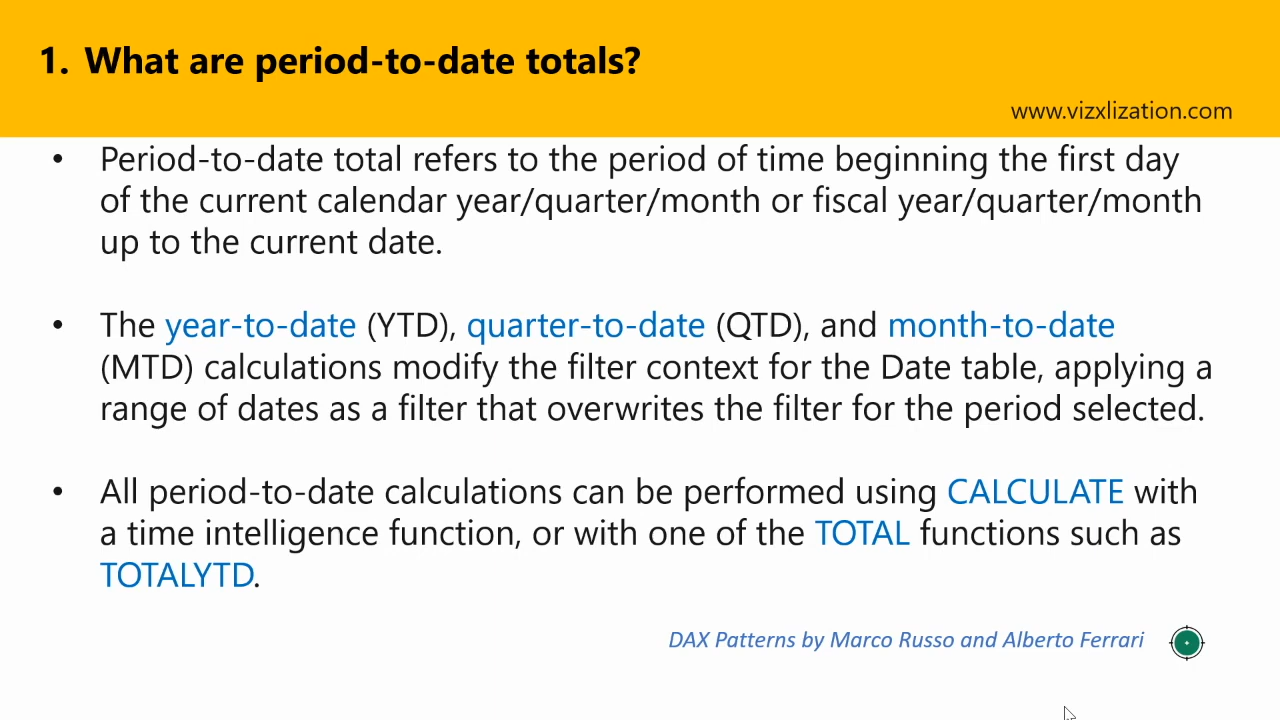 1. What are period-to-date totals?
www.vizxlization.com
• Period-to-date total refers to the period of time beginning the first day
of the current calendar year/quarter/month or fiscal year/quarter/month
up to the current date.
• The year-to-date (YTD), quarter-to-date (QTD), and month-to-date
(MTD) calculations modify the filter context for the Date table, applying a
range of dates as a filter that overwrites the filter for the period selected.
• All period-to-date calculations can be performed using CALCULATE with
a time intelligence function, or with one of the TOTAL functions such as
TOTALYTD.
DAX Patterns by Marco Russo and Alberto Ferrari